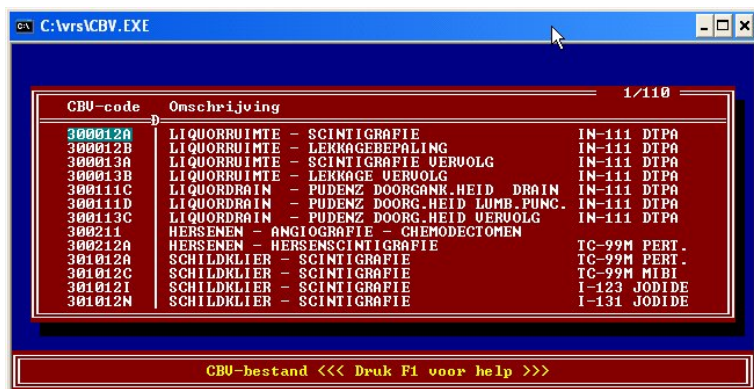 C:\vrs\CBV.EXE
1/110
CBV-code Omschrijving
300012A LIQUORRUIMTE - SCINTIGRAFIE IN-111 DTPA
300012B LIQUORRUIMTE - LEKKAGEBEPALING IN-111 DTPA
300013A LIQUORRUIMTE - SCINTIGRAFIE VERVOLG IN-111 DTPA
300013B LIQUORRUIMTE - LEKKAGE VERVOLG IN-111 DTPA
300111C LIQUORDRAIN - PUDENZ DOORGANK.HEID DRAIN IN-111 DTPA
300111D LIQUORDRAIN - PUDENZ DOORG.HEID LUMB.PUNC. IN-111 DTPA
300113C LIQUORDRAIN - PUDENZ DOORG.HEID VERVOLG IN-111 DTPA
300211 HERSENEN - ANGIOGRAFIE - CHEMODECTOMEN
300212A HERSENEN - HERSENSCINTIGRAFIE TC-99M PERT.
301012A SCHILDKLIER - SCINTIGRAFIE TC-99M PERT.
301012C SCHILDKLIER - SCINTIGRAFIE TC-99M MIBI
301012I SCHILDKLIER - SCINTIGRAFIE I-123 JODIDE
301012N SCHILDKLIER - SCINTIGRAFIE I-131 JODIDE
CBV-bestand <<< Druk F1 voor help >>>